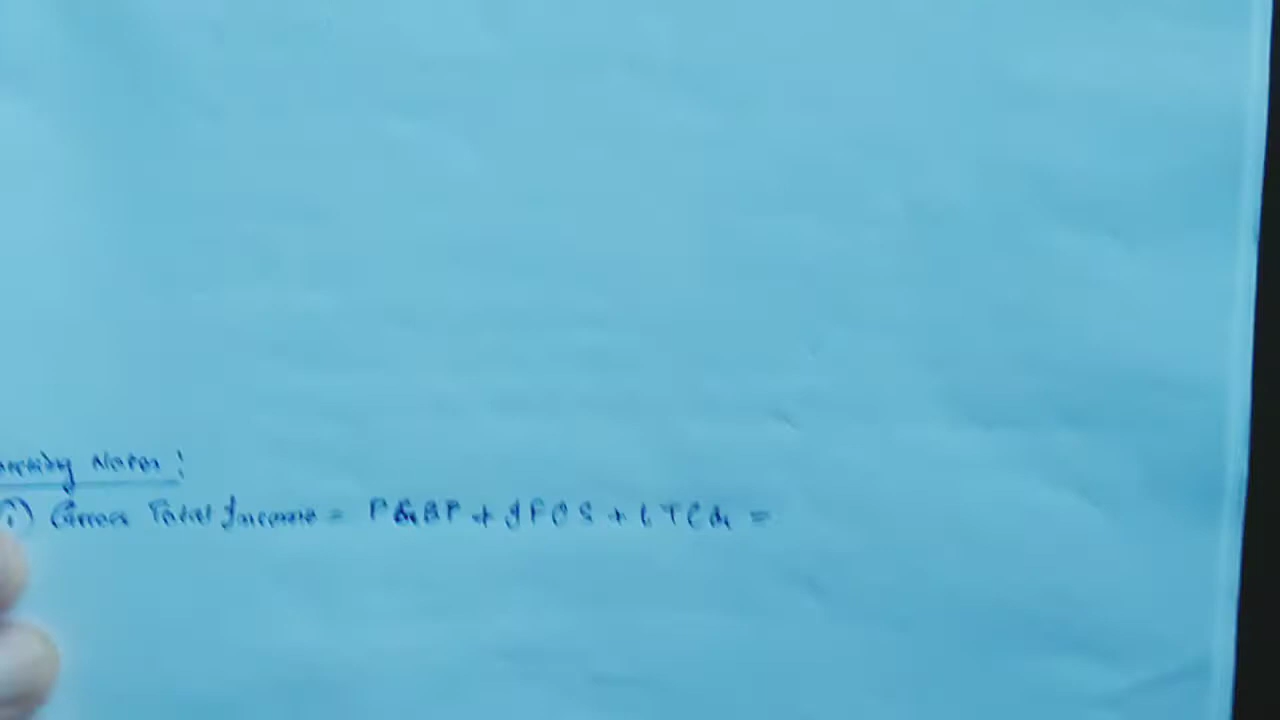 Working Notes :
(i) Gross Total Income = PGBP + IFOS + LTCG =